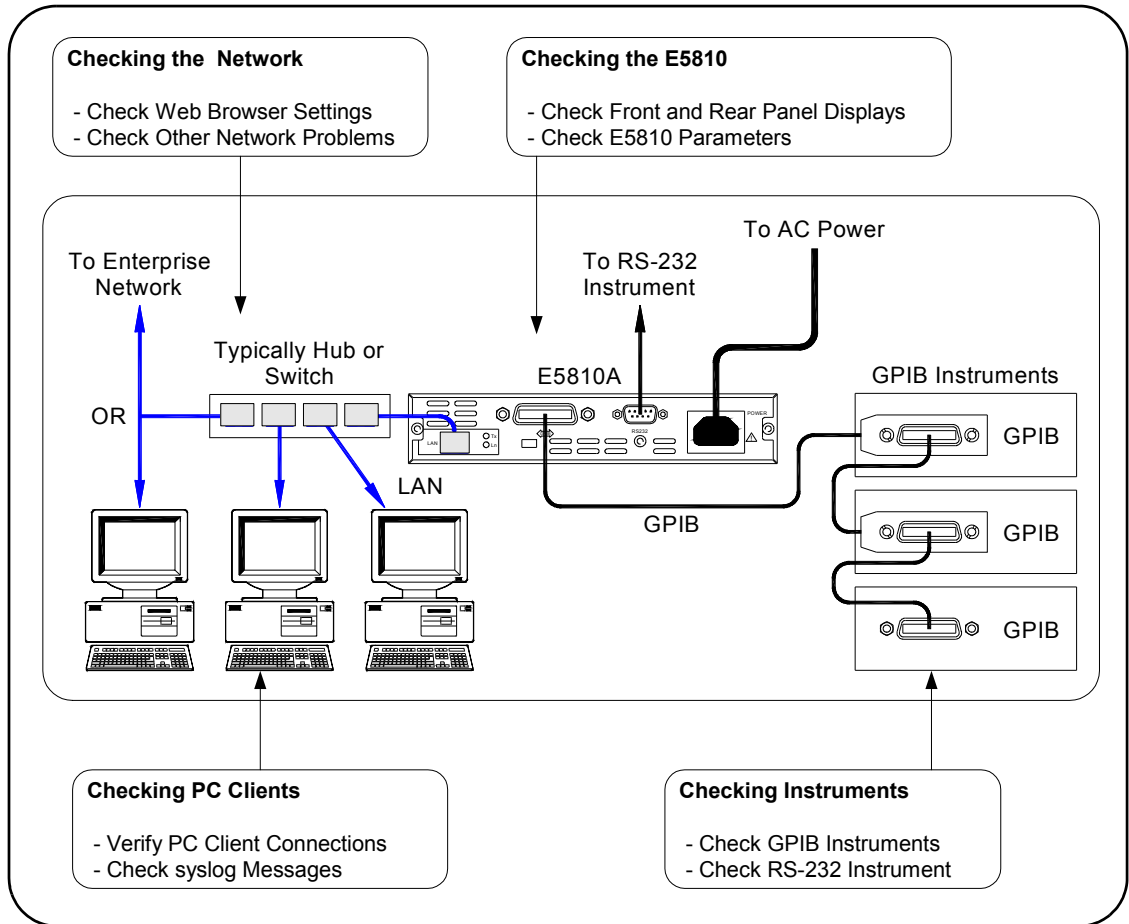 Checking the Network
- Check Web Browser Settings
- Check Other Network Problems
Checking the E5810
- Check Front and Rear Panel Displays
- Check E5810 Parameters
To Enterprise
Network
To RS-232
Instrument
To AC Power
Typically Hub or
Switch
E5810A
GPIB Instruments
OR
LAN
Tx
Ln
RS232
POWER
LAN
GPIB
GPIB
GPIB
GPIB
Checking PC Clients
- Verify PC Client Connections
- Check syslog Messages
Checking Instruments
- Check GPIB Instruments
- Check RS-232 Instrument